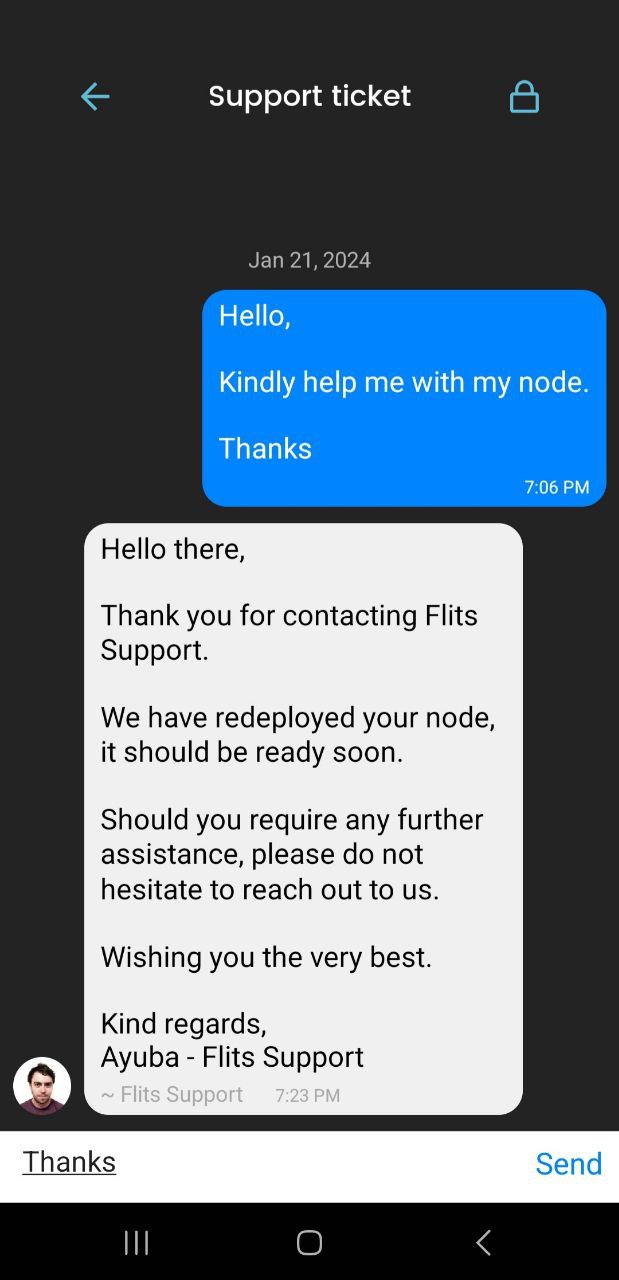 Support ticket
Jan 21, 2024
Hello,
Kindly help me with my node.
Thanks
7:06 PM
Hello there,
Thank you for contacting Flits
Support.
We have redeployed your node,
it should be ready soon.
Should you require any further
assistance, please do not
hesitate to reach out to us.
Wishing you the very best.
Kind regards,
Ayuba - Flits Support
~ Flits Support 7:23 PM
Thanks Send